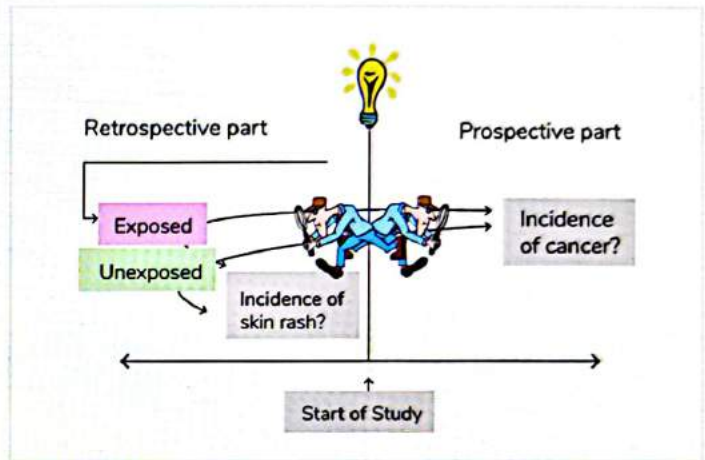 Retrospective part
Prospective part
Exposed
Unexposed
Incidence of
skin rash?
Incidence
of cancer?
Start of Study